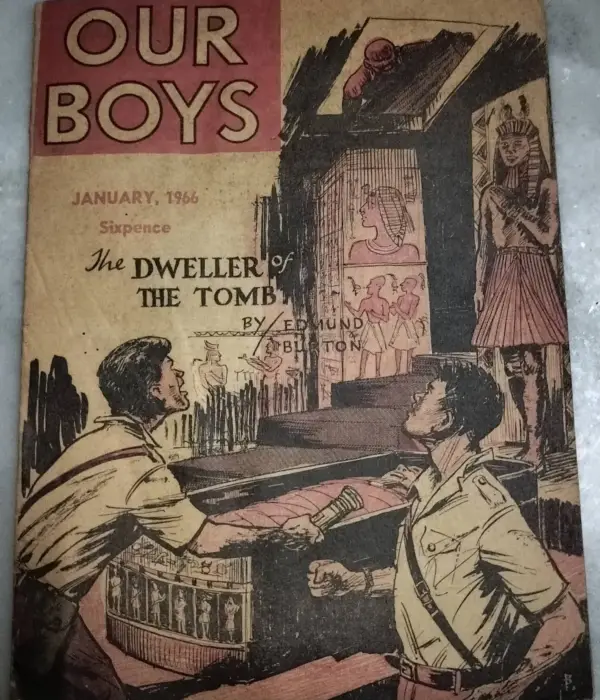 OUR
BOYS
JANUARY, 1966
Sixpence
The DWELLER of
THE TOMB
BY EDMUND
BURTON